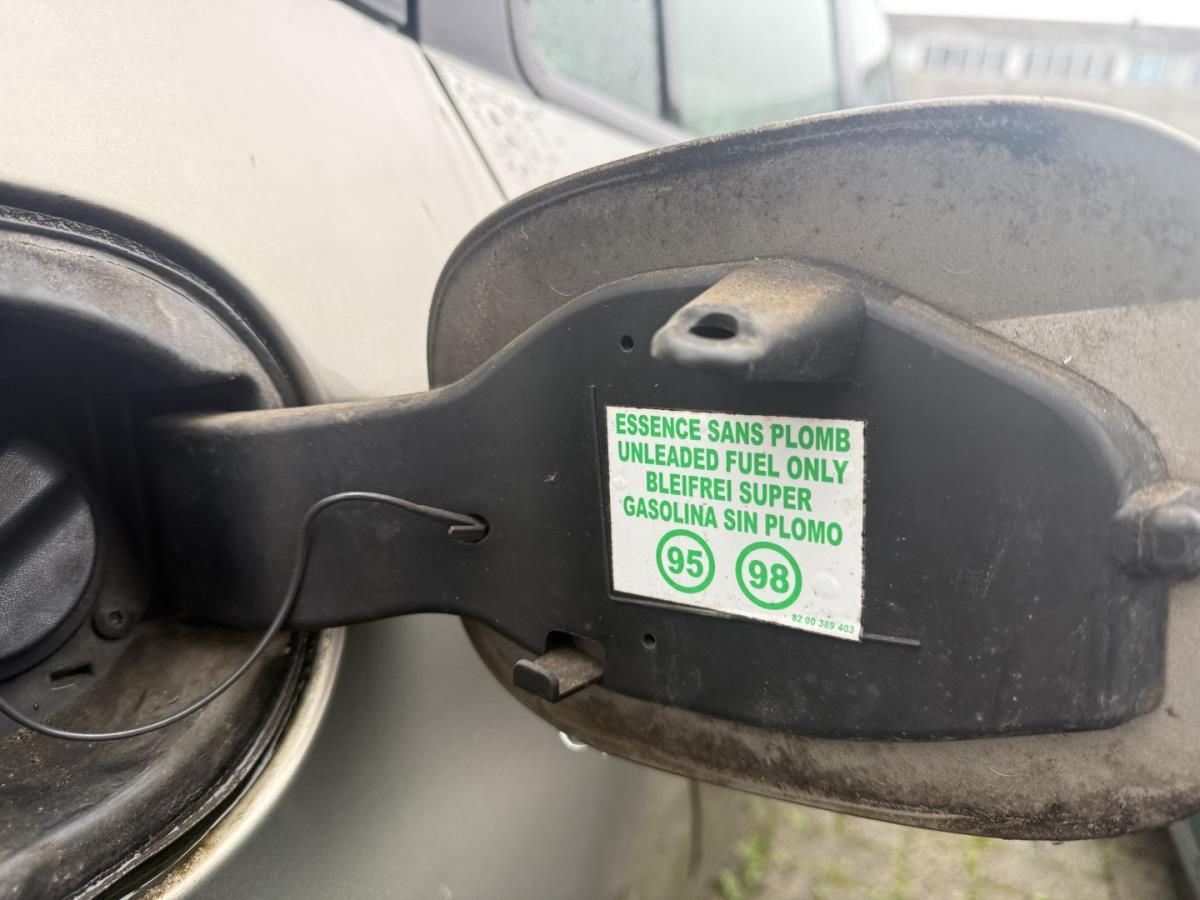 ESSENCE SANS PLOMB
UNLEADED FUEL ONLY
BLEIFREI SUPER
GASOLINA SIN PLOMO
95 98
82 00 389 403